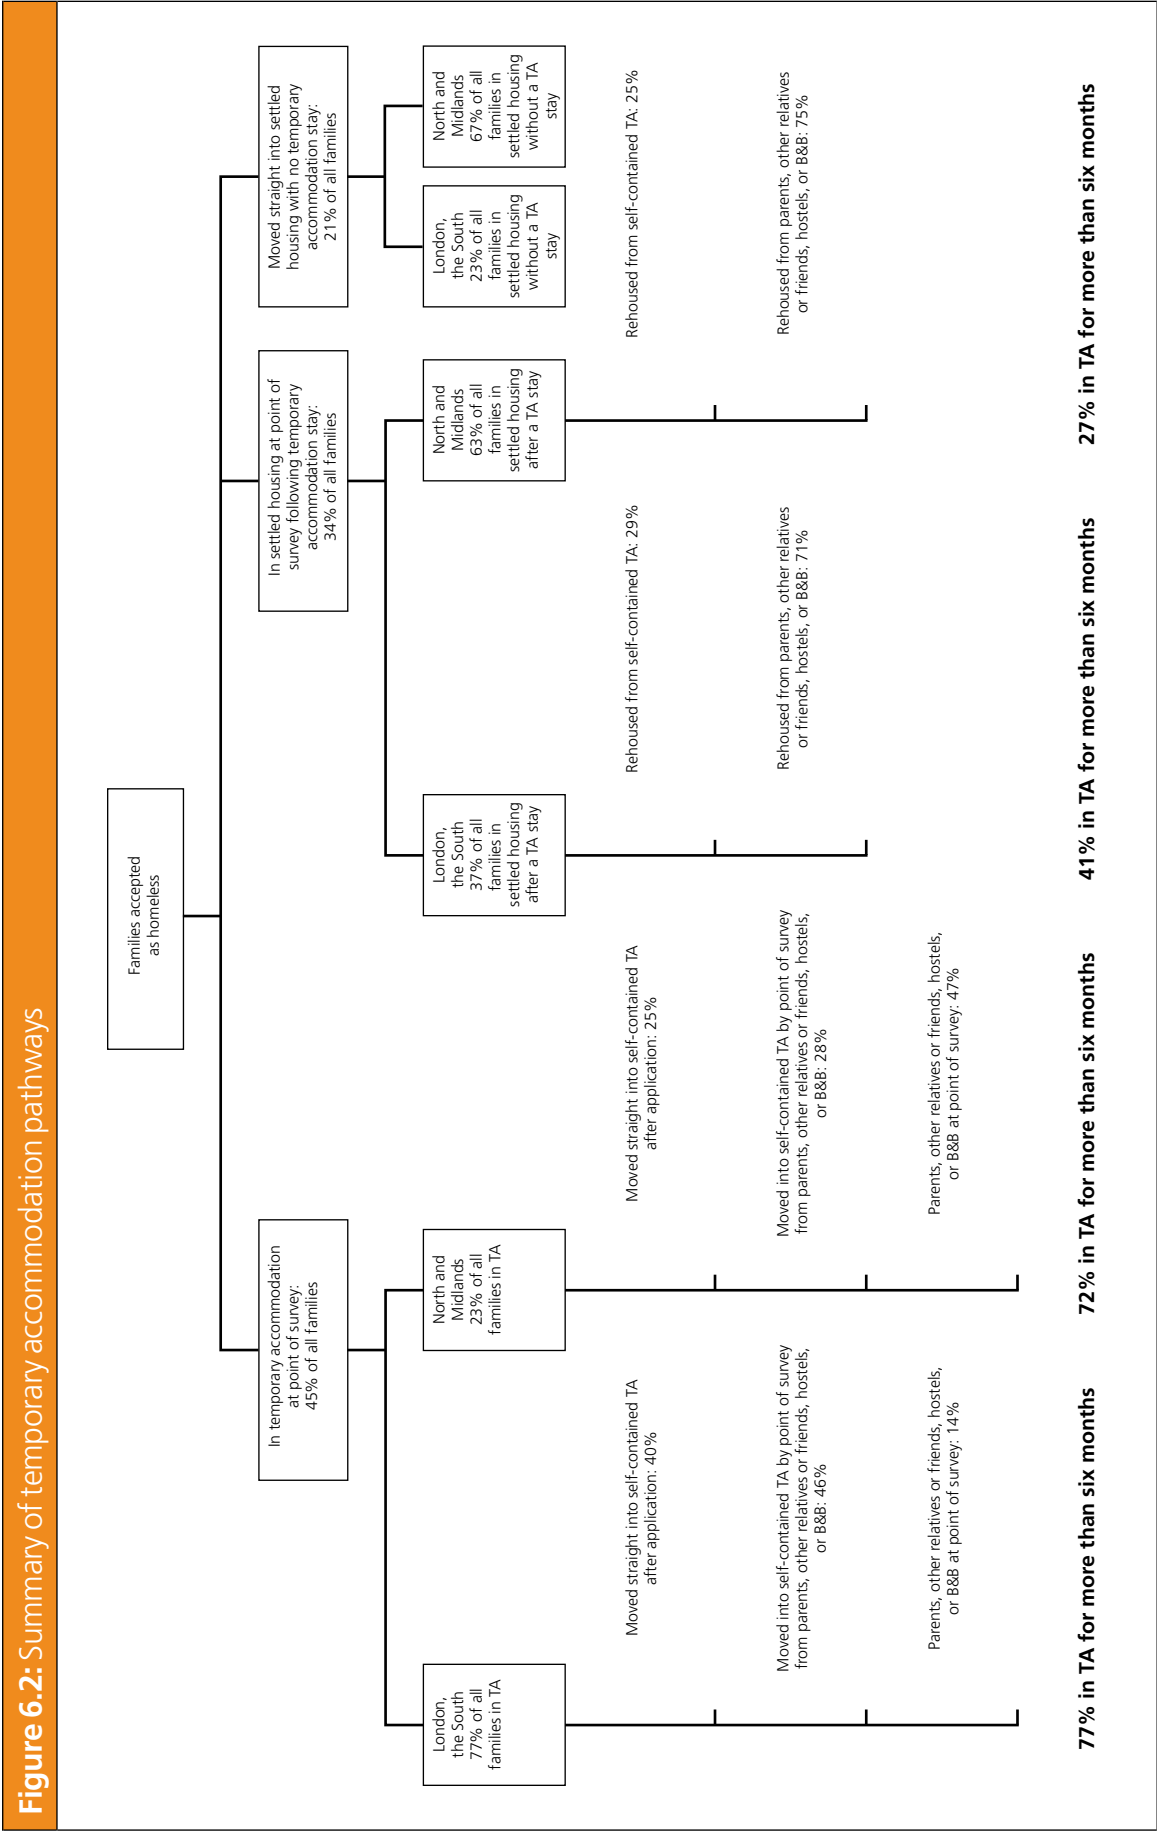 Figure 6.2: Summary of temporary accommodation pathways
Families accepted
as homeless
In temporary accommodation
at point of survey:
45% of all families
In settled housing at point of
survey following temporary
accommodation stay:
34% of all families
Moved straight into settled
housing with no temporary
accommodation stay:
21% of all families
London,
the South
77% of all
families in TA
North and
Midlands
23% of all
families in TA
London,
the South
37% of all
families in
settled housing
after a TA stay
North and
Midlands
63% of all
families in
settled housing
after a TA stay
London,
the South
23% of all
families in
settled housing
without a TA
stay
North and
Midlands
67% of all
families in
settled housing
without a TA
stay
Moved straight into self-contained TA
after application: 40%
Moved into self-contained TA by point of survey
from parents, other relatives or friends, hostels,
or B&B: 46%
Parents, other relatives or friends, hostels,
or B&B at point of survey: 14%
77% in TA for more than six months
Moved straight into self-contained TA
after application: 25%
Moved into self-contained TA by point of survey
from parents, other relatives or friends, hostels,
or B&B: 28%
Parents, other relatives or friends, hostels,
or B&B at point of survey: 47%
72% in TA for more than six months
Rehoused from self-contained TA: 29%
Rehoused from parents, other relatives
or friends, hostels, or B&B: 71%
41% in TA for more than six months
Rehoused from self-contained TA: 25%
Rehoused from parents, other relatives
or friends, hostels, or B&B: 75%
27% in TA for more than six months